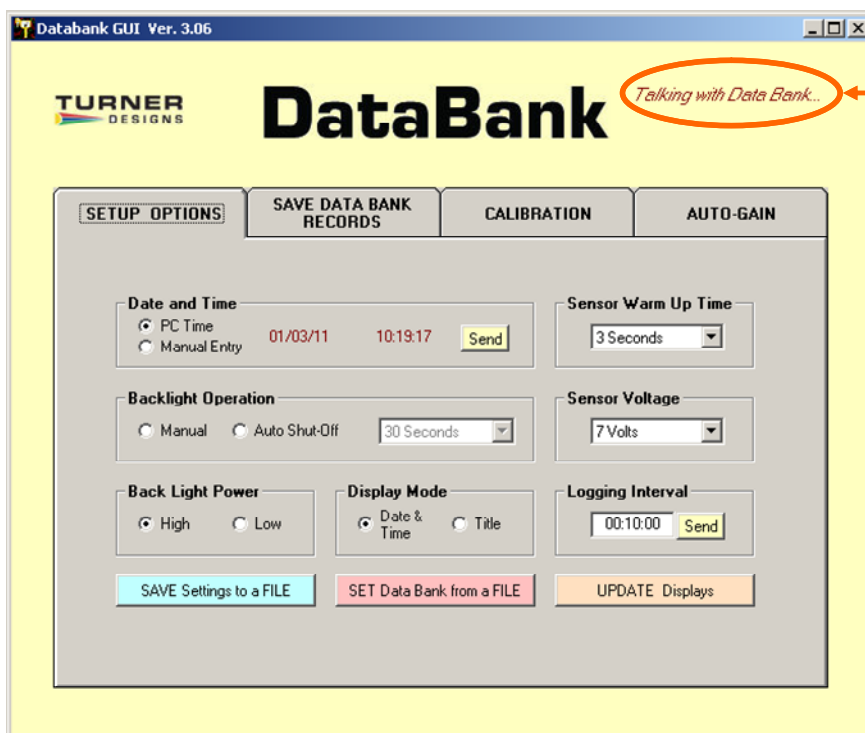 Databank GUI Ver. 3.06
TURNER
DESIGNS
DataBank
Talking with Data Bank...
SETUP OPTIONS
SAVE DATA BANK
RECORDS
CALIBRATION
AUTO-GAIN
Date and Time
PC Time
Manual Entry
01/03/11
10:19:17
Send
Sensor Warm Up Time
3 Seconds
Backlight Operation
Manual
Auto Shut-Off
30 Seconds
Sensor Voltage
7 Volts
Back Light Power
High
Low
Display Mode
Date &
Time
Title
Logging Interval
00:10:00
Send
SAVE Settings to a FILE
SET Data Bank from a FILE
UPDATE Displays